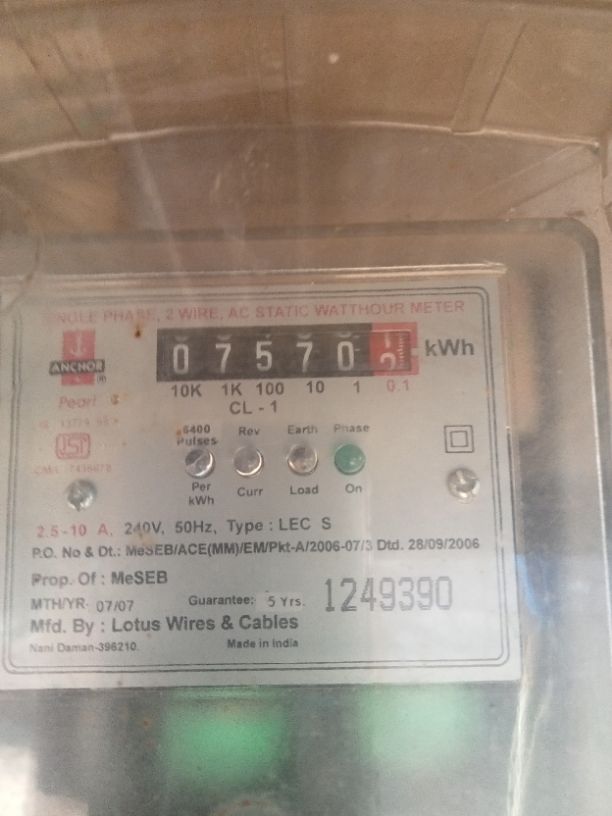 SINGLE PHASE, 2 WIRE, AC STATIC WATTHOUR METER
ANCHOR
®
Pearl
0 7 5 7 0 kWh
10K 1K 100 10 1 0.1
CL - 1
6400 Pulses Per kWh
Rev Curr
Earth Load
Phase On
2.5-10 A, 240V, 50Hz, Type : LEC S
P.O. No & Dt.: MeSEB/ACE(MM)/EM/Pkt-A/2006-07/3 Dtd. 28/09/2006
Prop. Of : MeSEB
MTH/YR- 07/07 Guarantee: 5 Yrs. 1249390
Mfd. By : Lotus Wires & Cables
Nani Daman-396210. Made in India